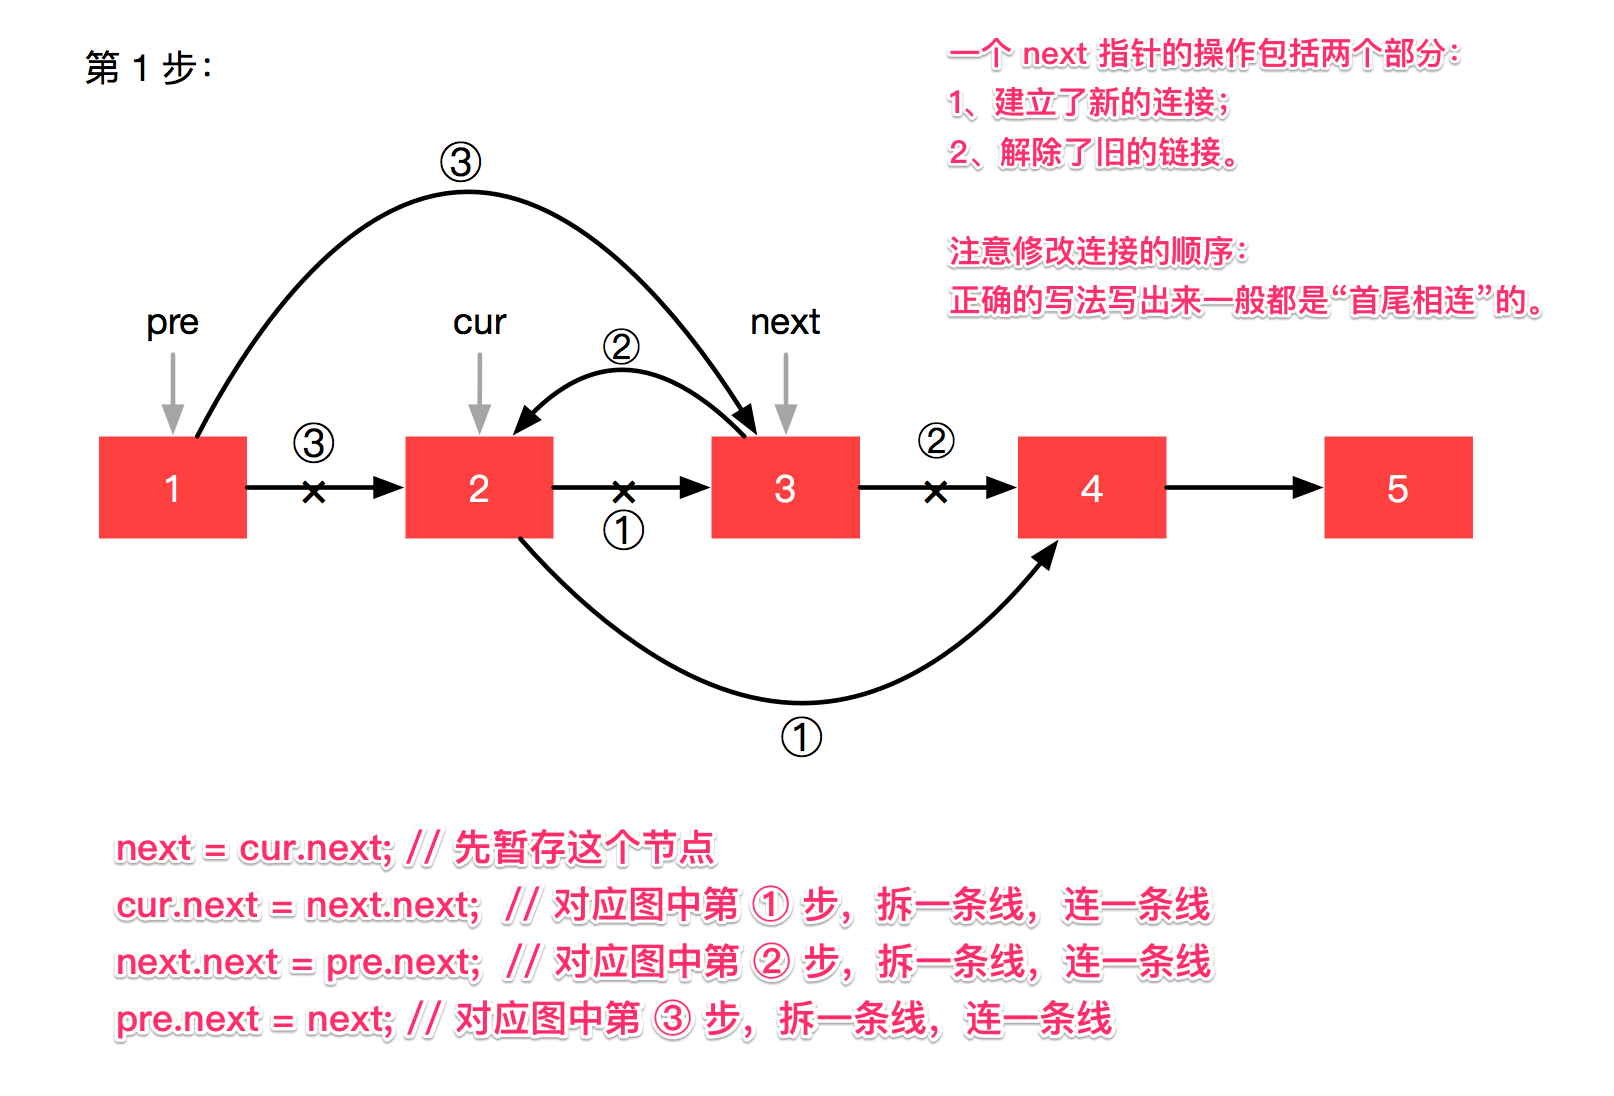 第 1 步：
一个 next 指针的操作包括两个部分：
1、建立了新的连接；
2、解除了旧的链接。
注意修改连接的顺序：
正确的写法写出来一般都是“首尾相连”的。
③
pre
cur
②
next
③
②
1
2
3
4
5
①
①
next = cur.next; // 先暂存这个节点
cur.next = next.next; // 对应图中第 ① 步，拆一条线，连一条线
next.next = pre.next; // 对应图中第 ② 步，拆一条线，连一条线
pre.next = next; // 对应图中第 ③ 步，拆一条线，连一条线